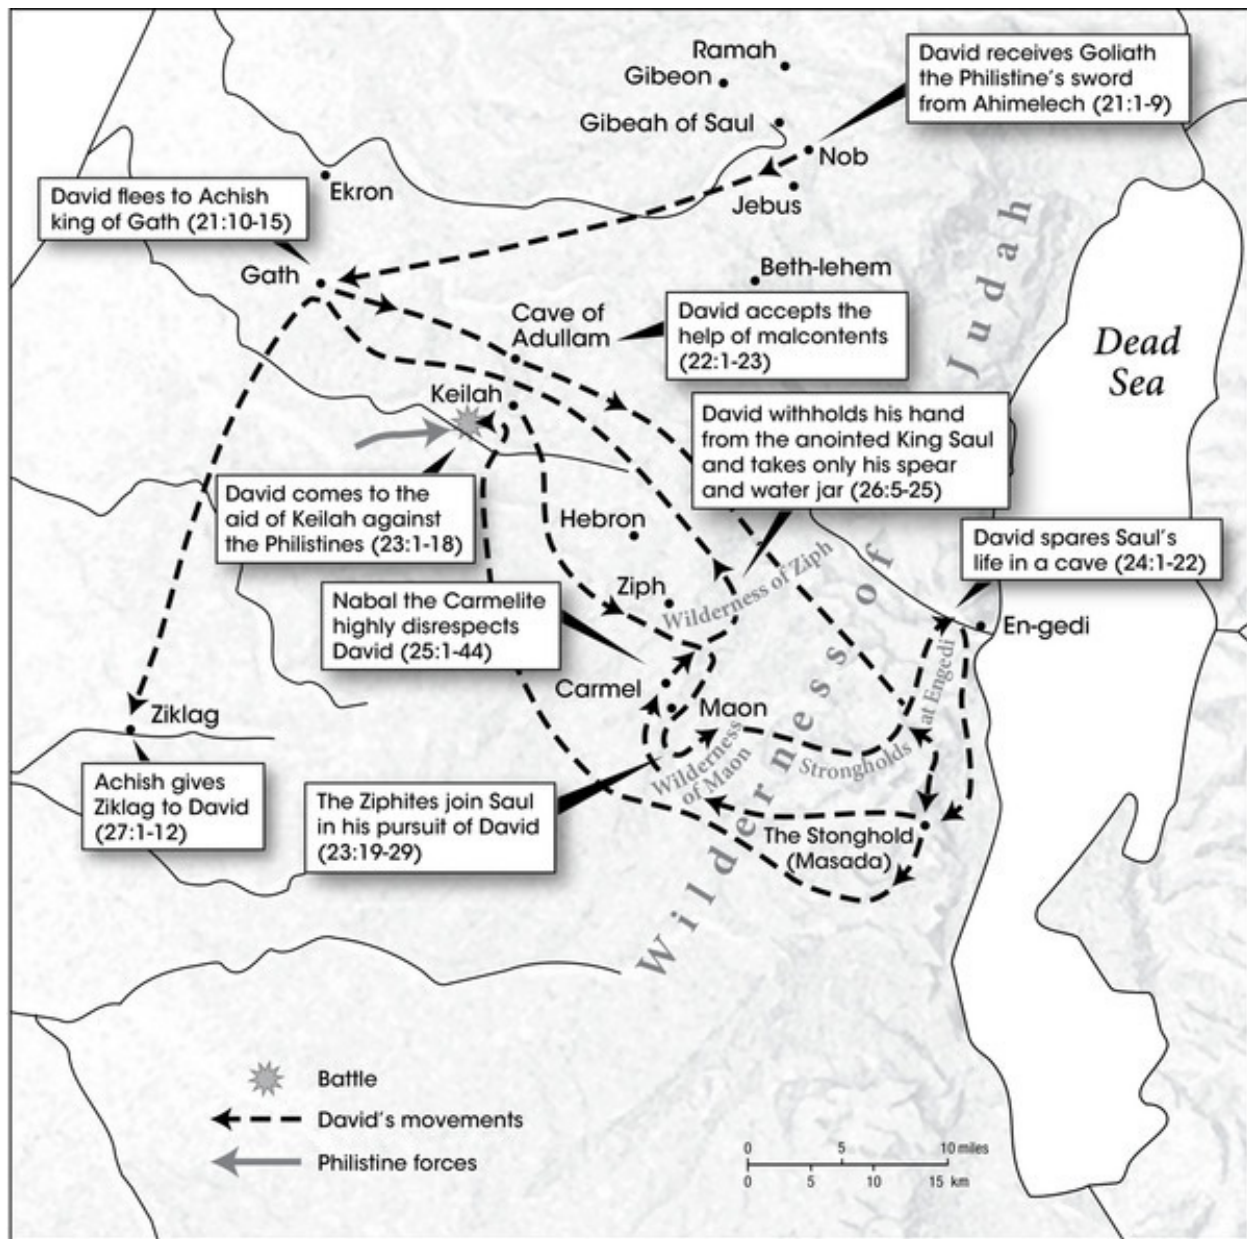 Ramah
Gibeon
Gibeah of Saul
David receives Goliath
the Philistine's sword
from Ahimelech (21:1-9)
Nob
Jebus
Ekron
David flees to Achish
king of Gath (21:10-15)
Gath
Beth-lehem
Cave of
Adullam
David accepts the
help of malcontents
(22:1-23)
Dead
Sea
Keilah
David withholds his hand
from the anointed King Saul
and takes only his spear
and water jar (26:5-25)
David comes to the
aid of Keilah against
the Philistines (23:1-18)
Hebron
David spares Saul's
life in a cave (24:1-22)
Ziph
Wilderness of Ziph
En-gedi
Nabal the Carmelite
highly disrespects
David (25:1-44)
Carmel
Maon
Wilderness
of Maon
Strongholds at Engedi
Wilderness of Judah
Ziklag
Achish gives
Ziklag to David
(27:1-12)
The Ziphites join Saul
in his pursuit of David
(23:19-29)
The Stonghold
(Masada)
Battle
David's movements
Philistine forces
0 5 10 miles
0 5 10 15 km